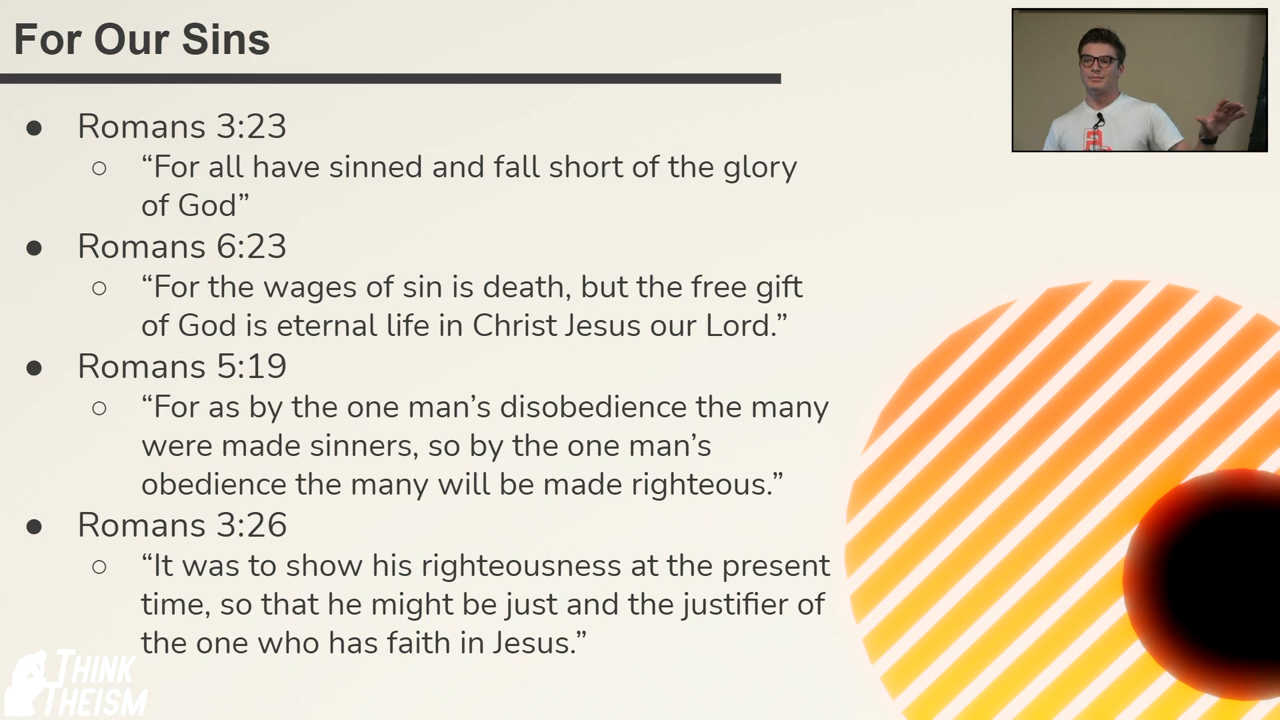 For Our Sins
● Romans 3:23
○ “For all have sinned and fall short of the glory
of God”
● Romans 6:23
○ “For the wages of sin is death, but the free gift
of God is eternal life in Christ Jesus our Lord.”
● Romans 5:19
○ “For as by the one man’s disobedience the many
were made sinners, so by the one man’s
obedience the many will be made righteous.”
● Romans 3:26
○ “It was to show his righteousness at the present
time, so that he might be just and the justifier of
the one who has faith in Jesus.”
THINK
THEISM